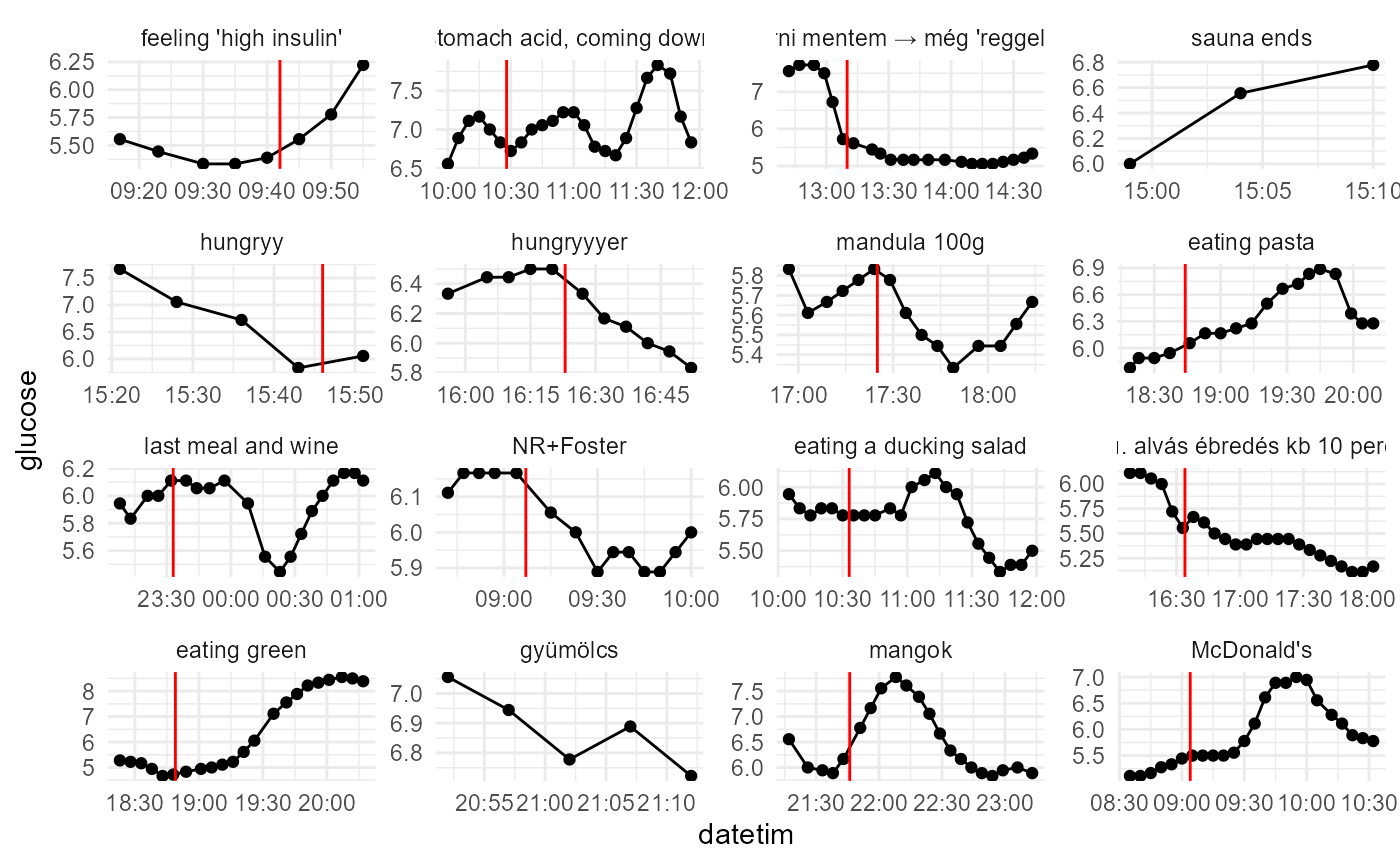 feeling 'high insulin' tomach acid, coming dow rni mentem → még 'reggel sauna ends
6.25 6.00 5.75 5.50
7.5 7.0 6.5
7 6 5
6.8 6.6 6.4 6.2 6.0
09:20 09:30 09:40 09:50 10:00 10:30 11:00 11:30 12:00 13:00 13:30 14:00 14:30 15:00 15:05 15:10
hungryy hungryyyer mandula 100g eating pasta
7.5 7.0 6.5 6.0
6.4 6.2 6.0 5.8
5.8 5.7 5.6 5.5 5.4
6.9 6.6 6.3 6.0
15:20 15:30 15:40 15:50 16:00 16:15 16:30 16:45 17:00 17:30 18:00 18:30 19:00 19:30 20:00
last meal and wine NR+Foster eating a ducking salad . alvás ébredés kb 10 per
6.2 6.0 5.8 5.6
6.1 6.0 5.9
6.00 5.75 5.50
6.00 5.75 5.50 5.25
23:30 00:00 00:30 01:00 09:00 09:30 10:00 10:00 10:30 11:00 11:30 12:00 16:30 17:00 17:30 18:00
eating green gyümölcs mangok McDonald's
8 7 6 5
7.0 6.9 6.8
7.5 7.0 6.5 6.0
7.0 6.5 6.0 5.5
18:30 19:00 19:30 20:00 20:55 21:00 21:05 21:10 21:30 22:00 22:30 23:00 08:30 09:00 09:30 10:00 10:30
glucose
datetim